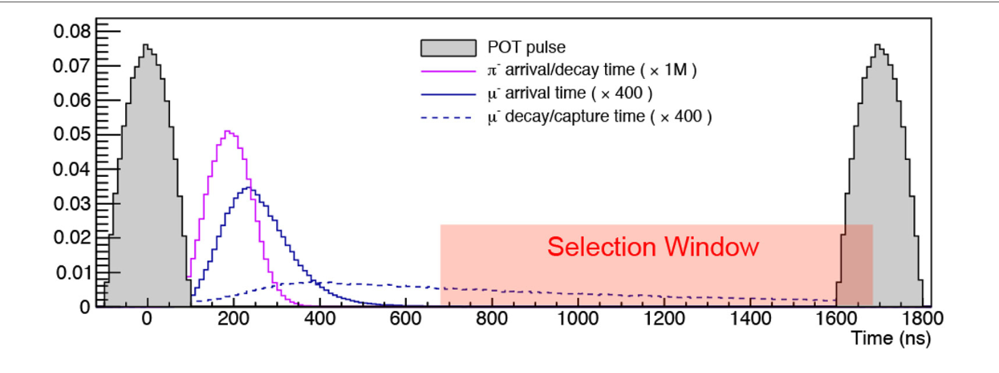 0.08
0.07
0.06
0.05
0.04
0.03
0.02
0.01
0
POT pulse
π⁻ arrival/decay time ( × 1M )
μ⁻ arrival time ( × 400 )
μ⁻ decay/capture time ( × 400 )
Selection Window
0 200 400 600 800 1000 1200 1400 1600 1800
Time (ns)